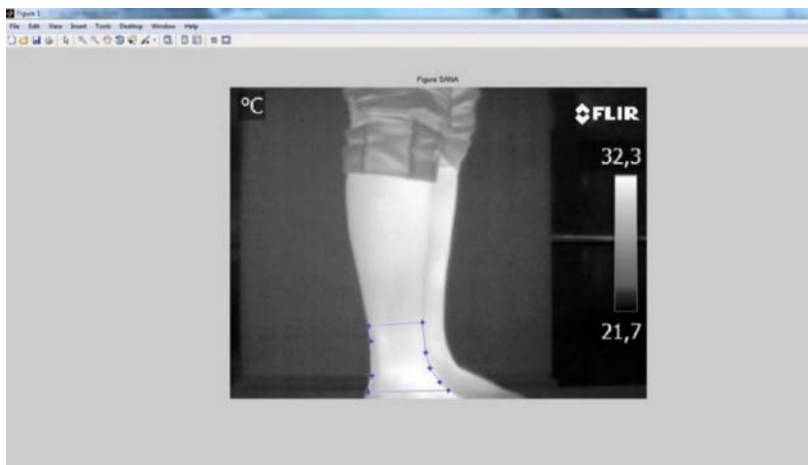 Figure 1
File Edit View Insert Tools Desktop Window Help
Figure SANA
°C
FLIR
32,3
21,7